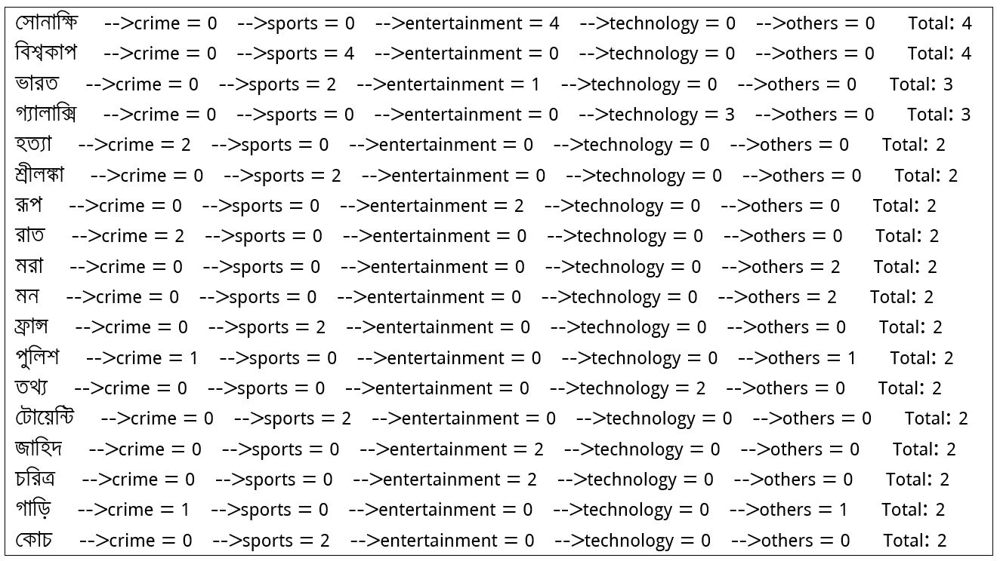 সোনাক্ষি -->crime = 0 -->sports = 0 -->entertainment = 4 -->technology = 0 -->others = 0 Total: 4
বিশ্বকাপ -->crime = 0 -->sports = 4 -->entertainment = 0 -->technology = 0 -->others = 0 Total: 4
ভারত -->crime = 0 -->sports = 2 -->entertainment = 1 -->technology = 0 -->others = 0 Total: 3
গ্যালাক্সি -->crime = 0 -->sports = 0 -->entertainment = 0 -->technology = 3 -->others = 0 Total: 3
হত্যা -->crime = 2 -->sports = 0 -->entertainment = 0 -->technology = 0 -->others = 0 Total: 2
শ্রীলঙ্কা -->crime = 0 -->sports = 2 -->entertainment = 0 -->technology = 0 -->others = 0 Total: 2
রূপ -->crime = 0 -->sports = 0 -->entertainment = 2 -->technology = 0 -->others = 0 Total: 2
রাত -->crime = 2 -->sports = 0 -->entertainment = 0 -->technology = 0 -->others = 0 Total: 2
মরা -->crime = 0 -->sports = 0 -->entertainment = 0 -->technology = 0 -->others = 2 Total: 2
মন -->crime = 0 -->sports = 0 -->entertainment = 0 -->technology = 0 -->others = 2 Total: 2
ফ্রান্স -->crime = 0 -->sports = 2 -->entertainment = 0 -->technology = 0 -->others = 0 Total: 2
পুলিশ -->crime = 1 -->sports = 0 -->entertainment = 0 -->technology = 0 -->others = 1 Total: 2
তথ্য -->crime = 0 -->sports = 0 -->entertainment = 0 -->technology = 2 -->others = 0 Total: 2
টোয়েন্টি -->crime = 0 -->sports = 2 -->entertainment = 0 -->technology = 0 -->others = 0 Total: 2
জাহিদ -->crime = 0 -->sports = 0 -->entertainment = 2 -->technology = 0 -->others = 0 Total: 2
চরিত্র -->crime = 0 -->sports = 0 -->entertainment = 2 -->technology = 0 -->others = 0 Total: 2
গাড়ি -->crime = 1 -->sports = 0 -->entertainment = 0 -->technology = 0 -->others = 1 Total: 2
কোচ -->crime = 0 -->sports = 2 -->entertainment = 0 -->technology = 0 -->others = 0 Total: 2